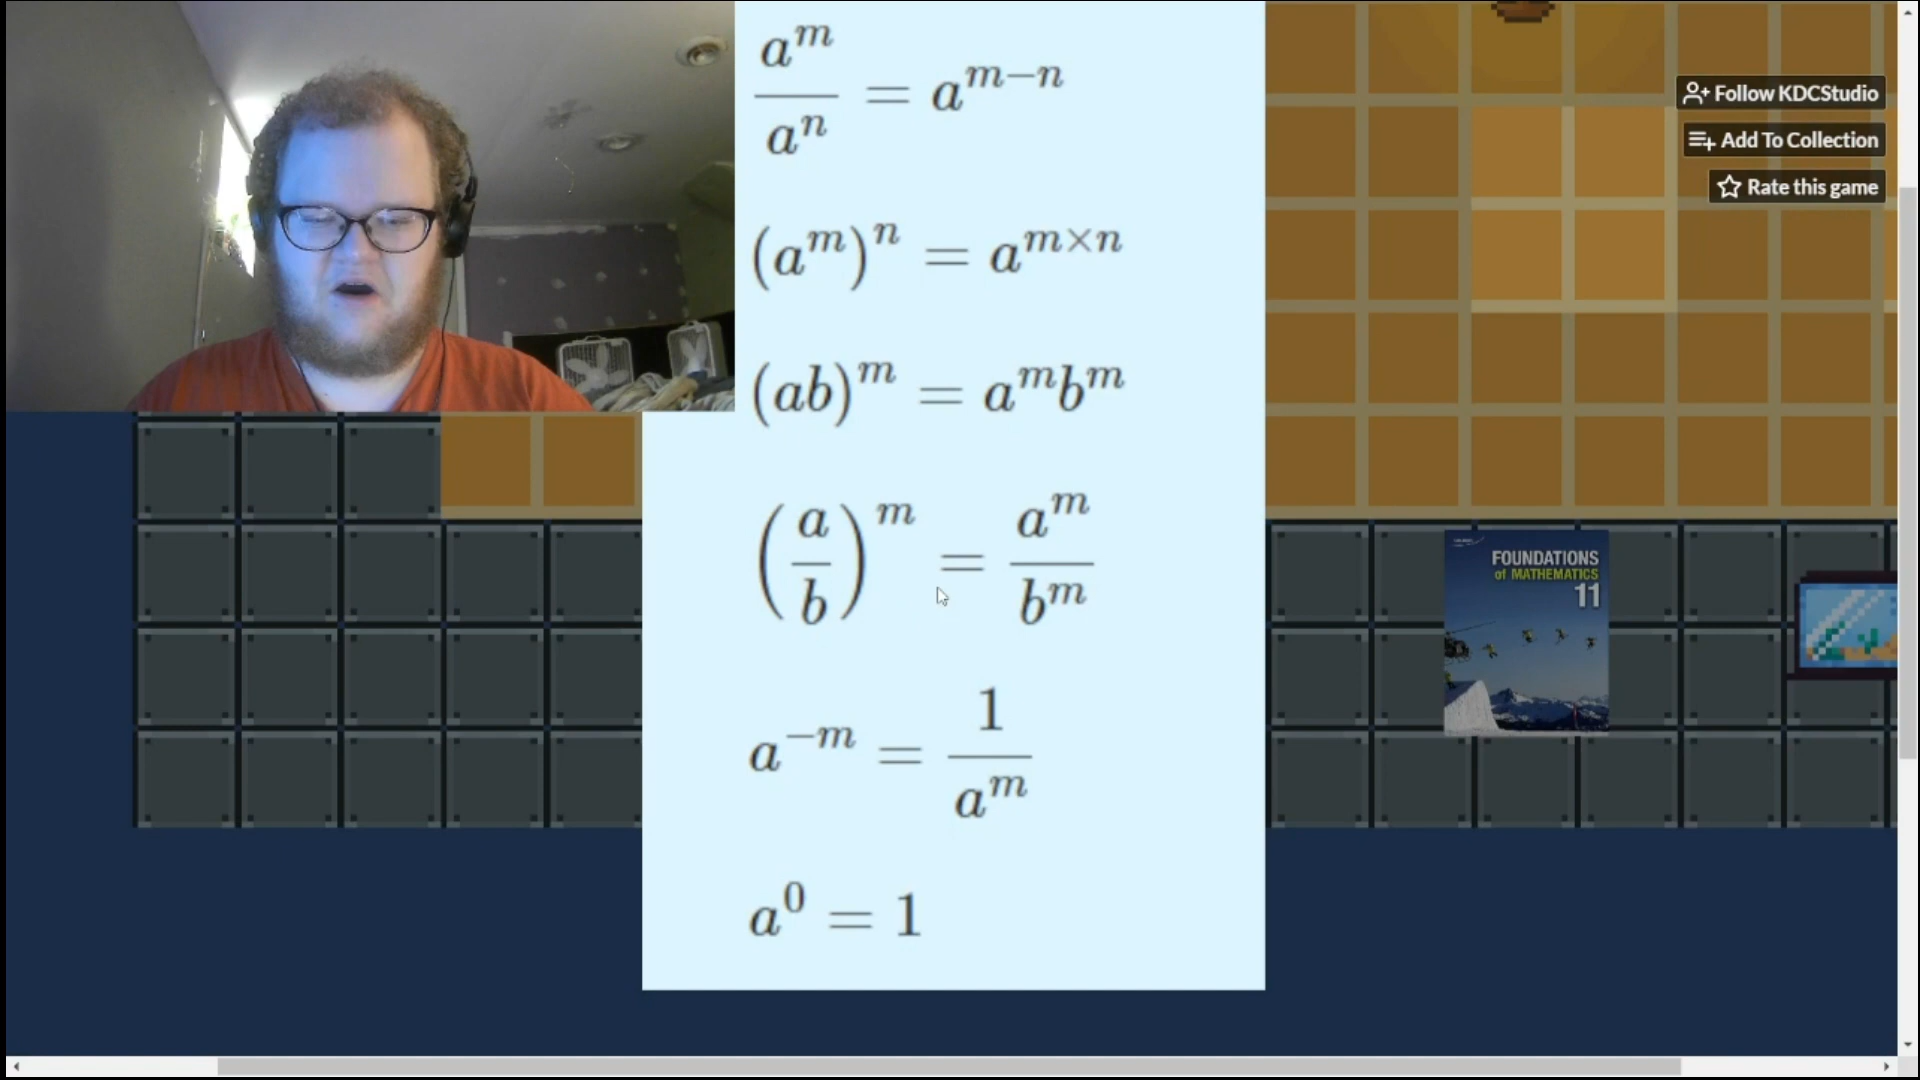 a^m / a^n = a^{m−n}
(a^m)^n = a^{m×n}
(ab)^m = a^m b^m
(a/b)^m = a^m / b^m
a^{−m} = 1 / a^m
a^0 = 1
Follow KDCStudio
Add To Collection
Rate this game
FOUNDATIONS
of MATHEMATICS
11